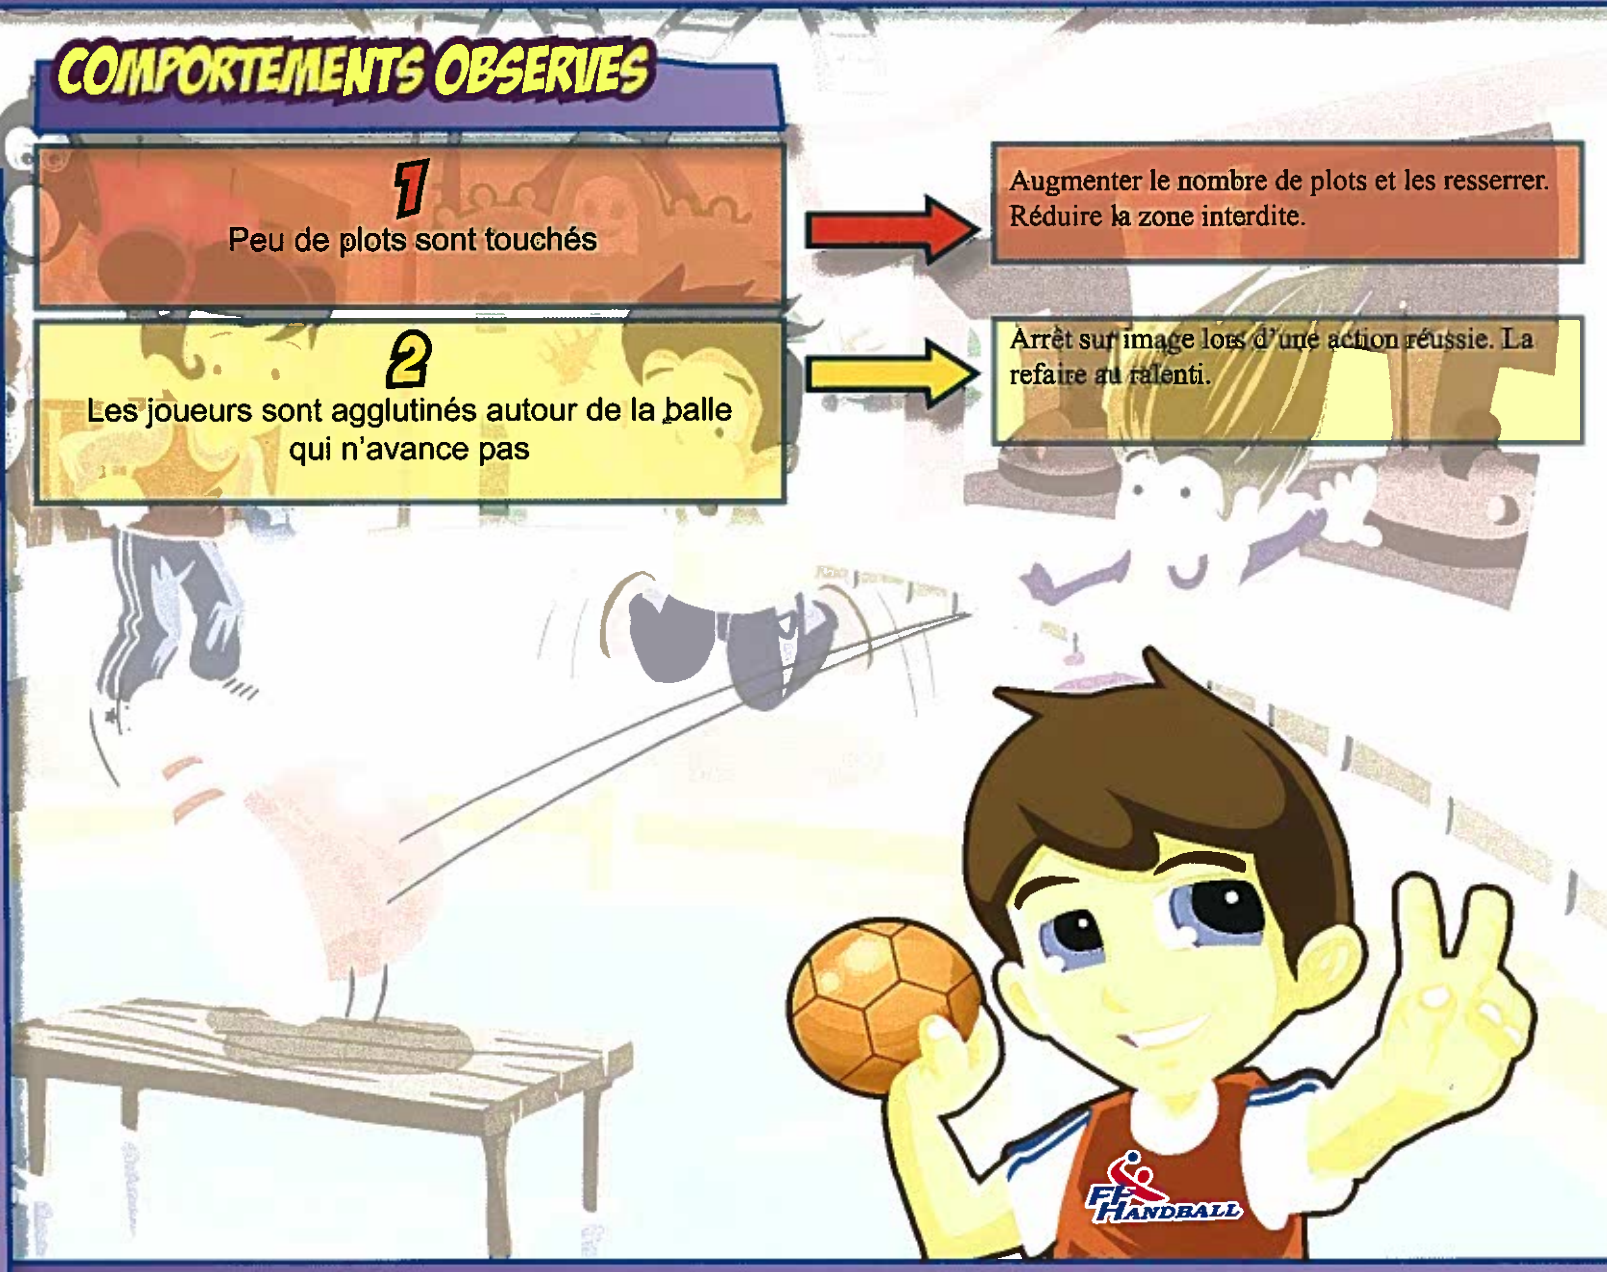 COMPORTEMENTS OBSERVES
1
Peu de plots sont touchés
Augmenter le nombre de plots et les resserrer.
Réduire la zone interdite.
2
Les joueurs sont agglutinés autour de la balle
qui n'avance pas
Arrêt sur image lors d'une action réussie. La
refaire au ralenti.
FF
HANDBALL